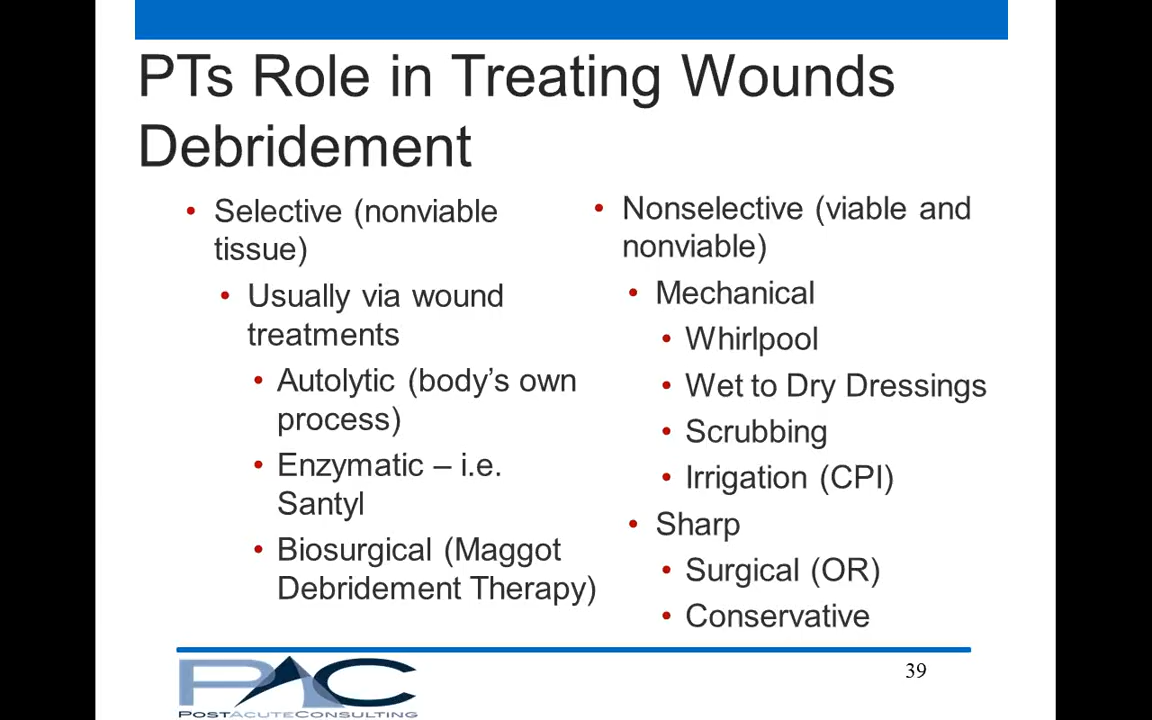 PTs Role in Treating Wounds
Debridement
• Selective (nonviable
tissue)
• Usually via wound
treatments
• Autolytic (body's own
process)
• Enzymatic – i.e.
Santyl
• Biosurgical (Maggot
Debridement Therapy)
• Nonselective (viable and
nonviable)
• Mechanical
• Whirlpool
• Wet to Dry Dressings
• Scrubbing
• Irrigation (CPI)
• Sharp
• Surgical (OR)
• Conservative
PAC
POSTACUTECONSULTING
39